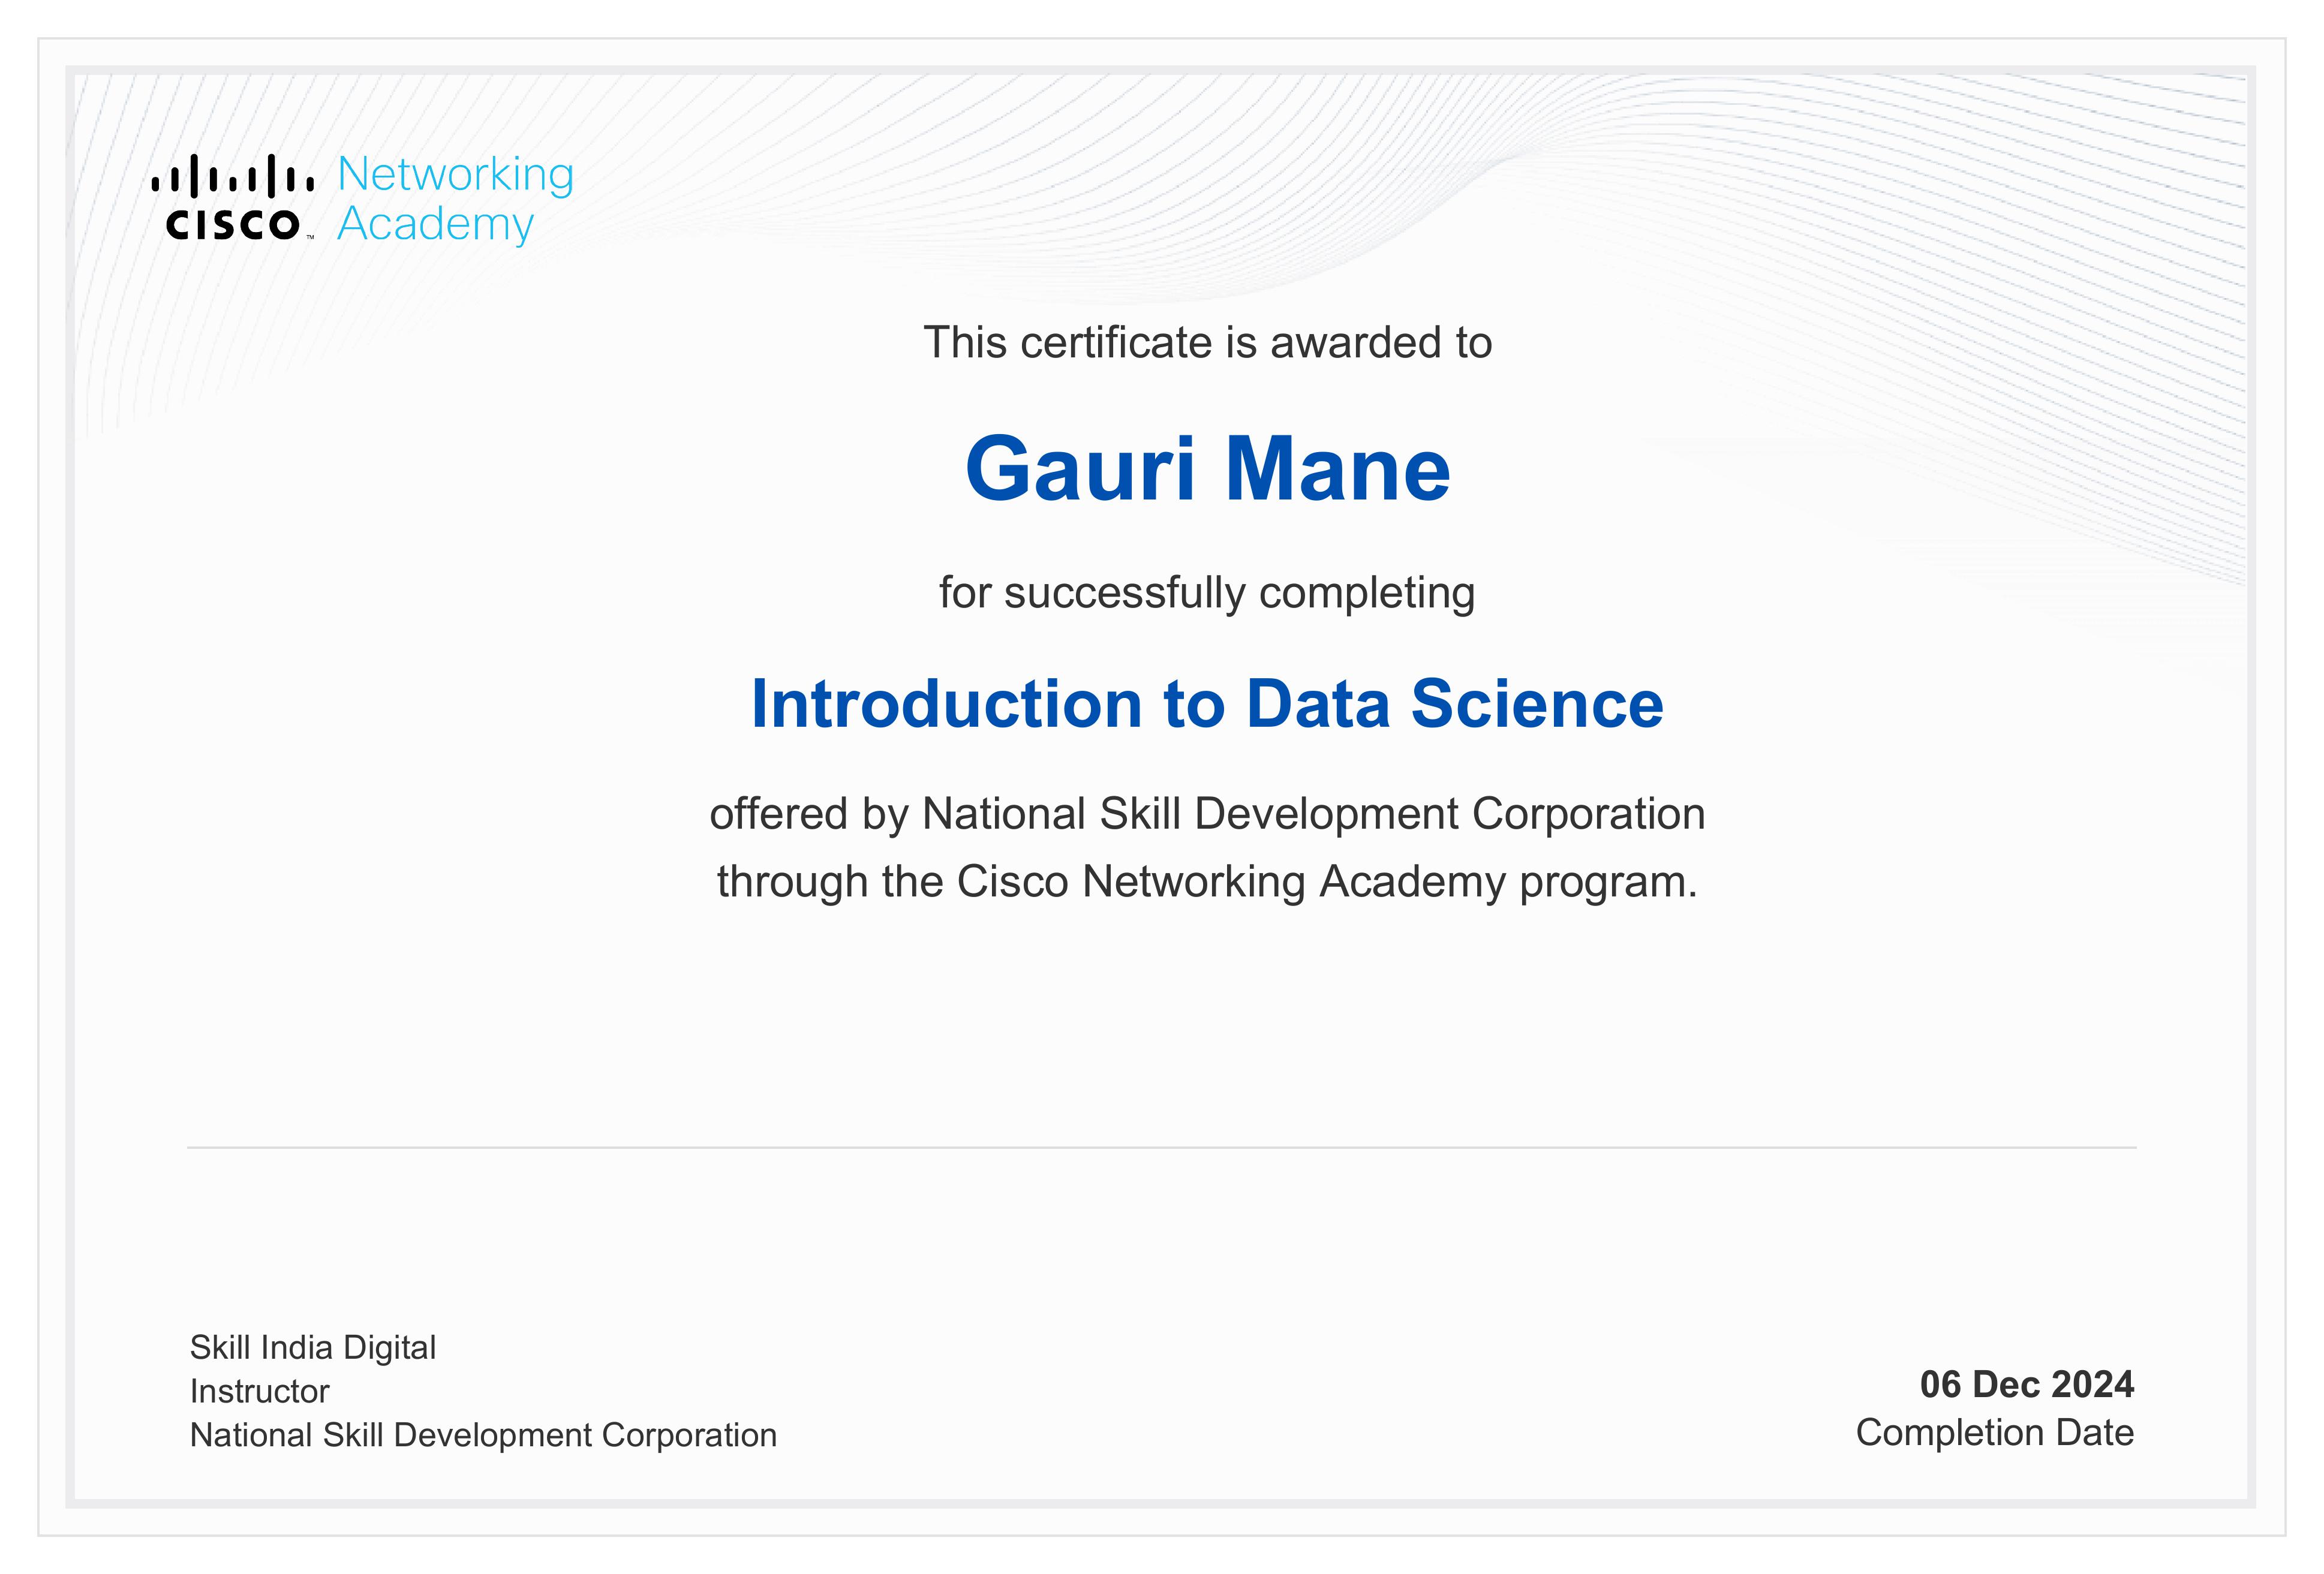 Networking
Academy
CISCO™
This certificate is awarded to
Gauri Mane
for successfully completing
Introduction to Data Science
offered by National Skill Development Corporation
through the Cisco Networking Academy program.
Skill India Digital
Instructor
National Skill Development Corporation
06 Dec 2024
Completion Date